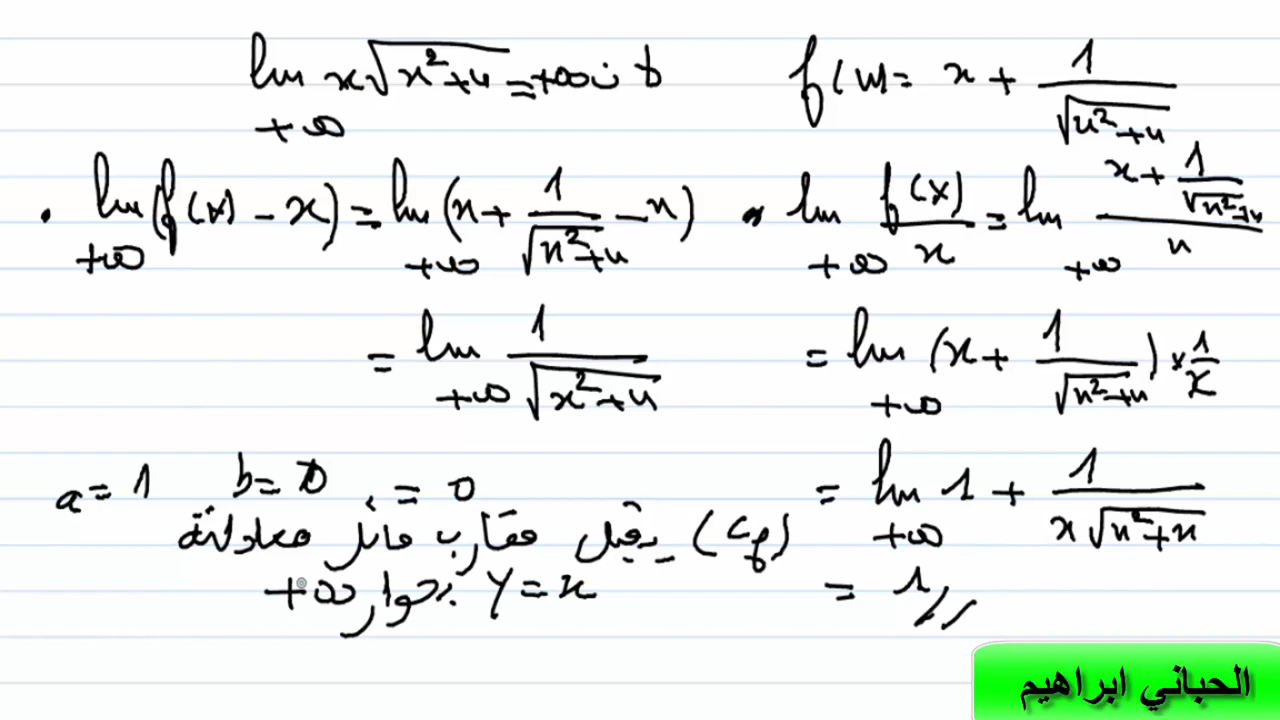 lim x√(x²+4) = +∞ ن b
+∞
f(x) = x + 1/√(x²+4)
• lim (f(x) - x) = lim (x + 1/√(x²+4) - x)
+∞ +∞
= lim 1/√(x²+4)
+∞
= 0
• lim f(x)/x = lim (x + 1/√(x²+4))/x
+∞ +∞
= lim (x + 1/√(x²+4)) × 1/x
+∞
= lim 1 + 1/(x√(x²+x))
+∞
= 1//
a = 1 b = 0
(Cf) يقبل مقارب مائل معادلته
y = x بجوار +∞
الحباني ابراهيم